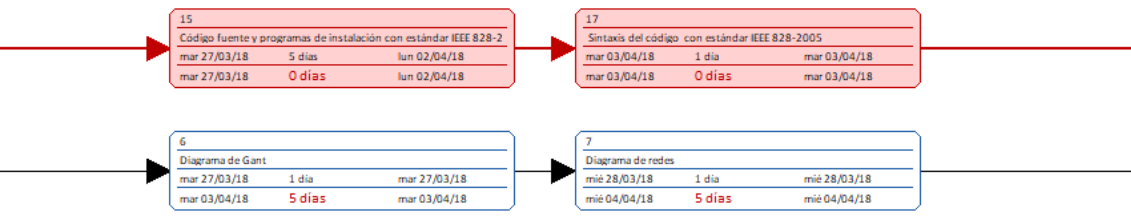 15
Código fuente y programas de instalación con estándar IEEE 828-2
mar 27/03/18 5 días lun 02/04/18
mar 27/03/18 0 días lun 02/04/18
17
Sintaxis del código con estándar IEEE 828-2005
mar 03/04/18 1 día mar 03/04/18
mar 03/04/18 0 días mar 03/04/18
6
Diagrama de Gant
mar 27/03/18 1 día mar 27/03/18
mar 03/04/18 5 días mar 03/04/18
7
Diagrama de redes
mié 28/03/18 1 día mié 28/03/18
mié 04/04/18 5 días mié 04/04/18